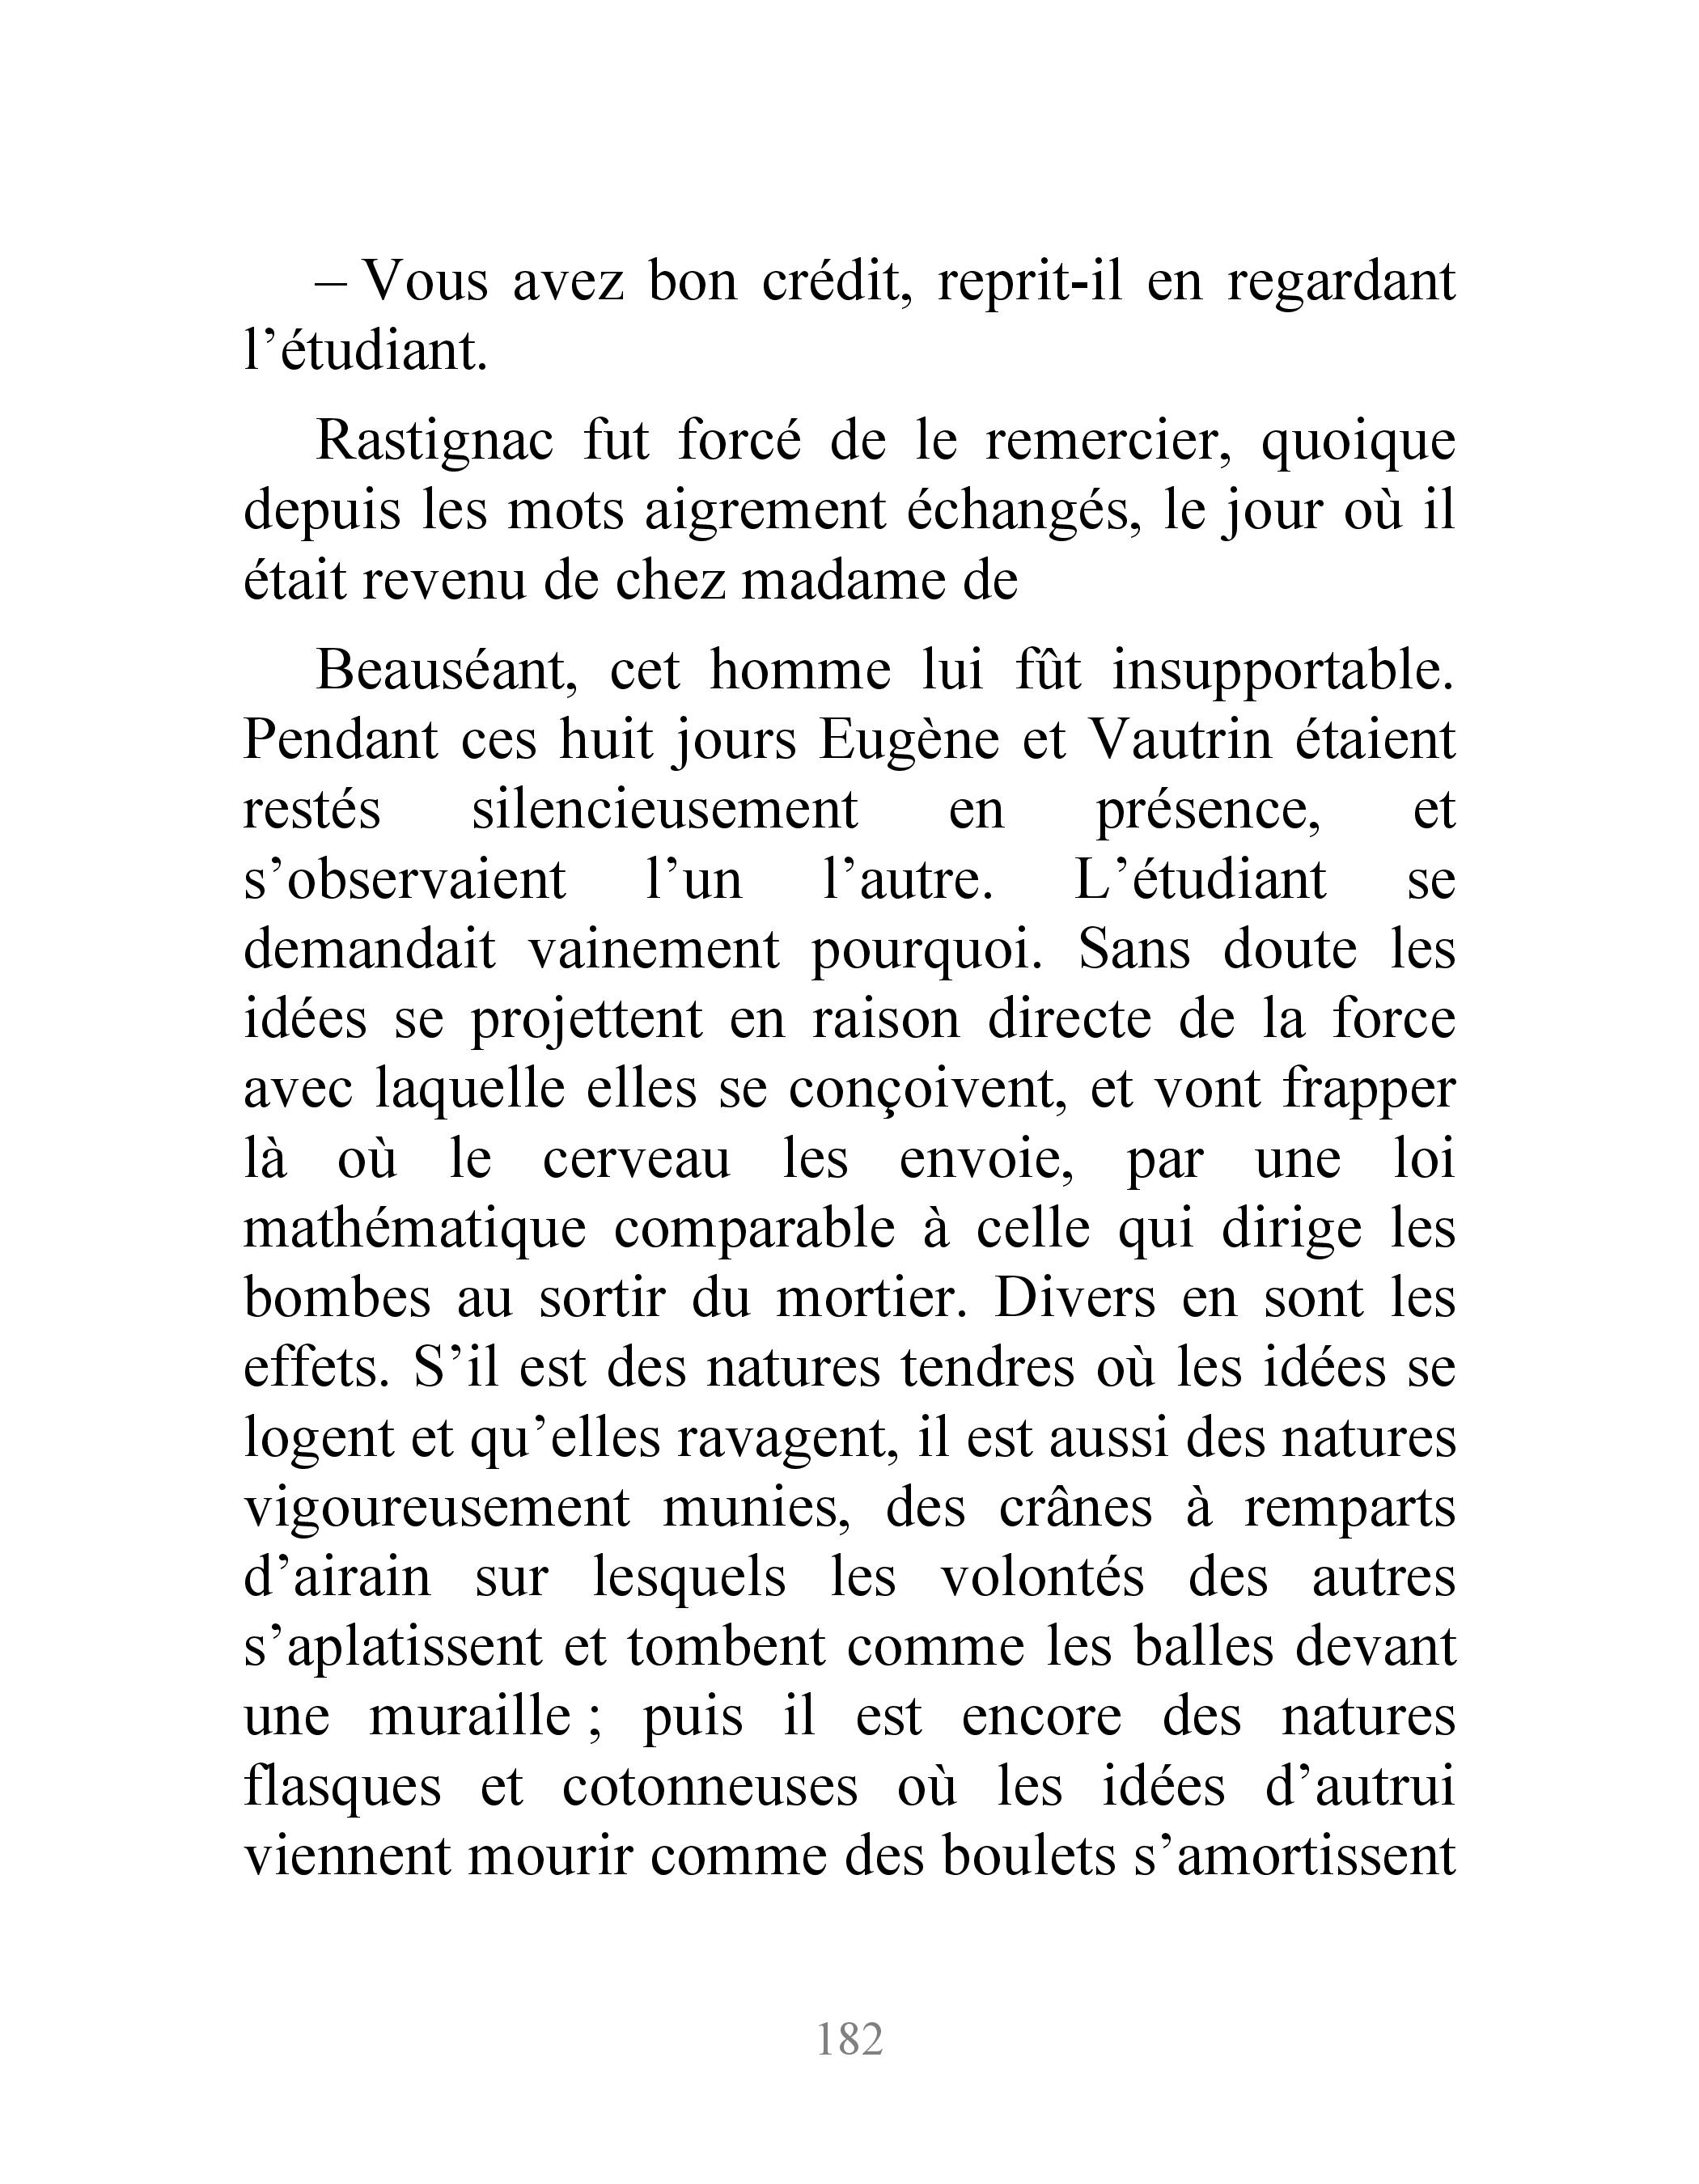 – Vous avez bon crédit, reprit-il en regardant
l’étudiant.
Rastignac fut forcé de le remercier, quoique
depuis les mots aigrement échangés, le jour où il
était revenu de chez madame de
Beauséant, cet homme lui fût insupportable.
Pendant ces huit jours Eugène et Vautrin étaient
restés silencieusement en présence, et
s’observaient l’un l’autre. L’étudiant se
demandait vainement pourquoi. Sans doute les
idées se projettent en raison directe de la force
avec laquelle elles se conçoivent, et vont frapper
là où le cerveau les envoie, par une loi
mathématique comparable à celle qui dirige les
bombes au sortir du mortier. Divers en sont les
effets. S’il est des natures tendres où les idées se
logent et qu’elles ravagent, il est aussi des natures
vigoureusement munies, des crânes à remparts
d’airain sur lesquels les volontés des autres
s’aplatissent et tombent comme les balles devant
une muraille ; puis il est encore des natures
flasques et cotonneuses où les idées d’autrui
viennent mourir comme des boulets s’amortissent
182